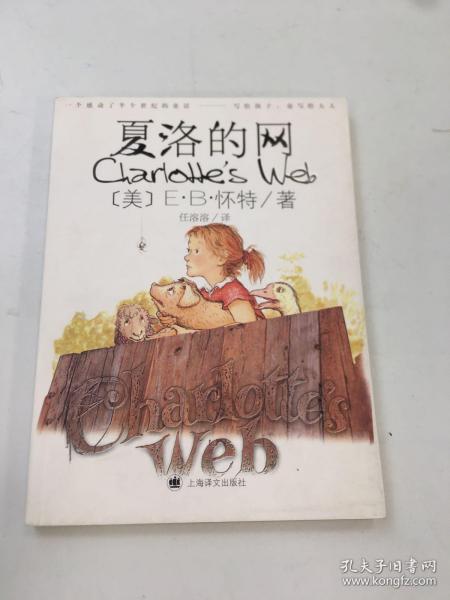 一个感动了半个世纪的童话——写给孩子，也写给大人
夏洛的网
Charlotte's Web
〔美〕E·B·怀特/著
任溶溶/译
Charlotte's
Web
上海译文出版社
孔夫子旧书网
www.kongfz.com